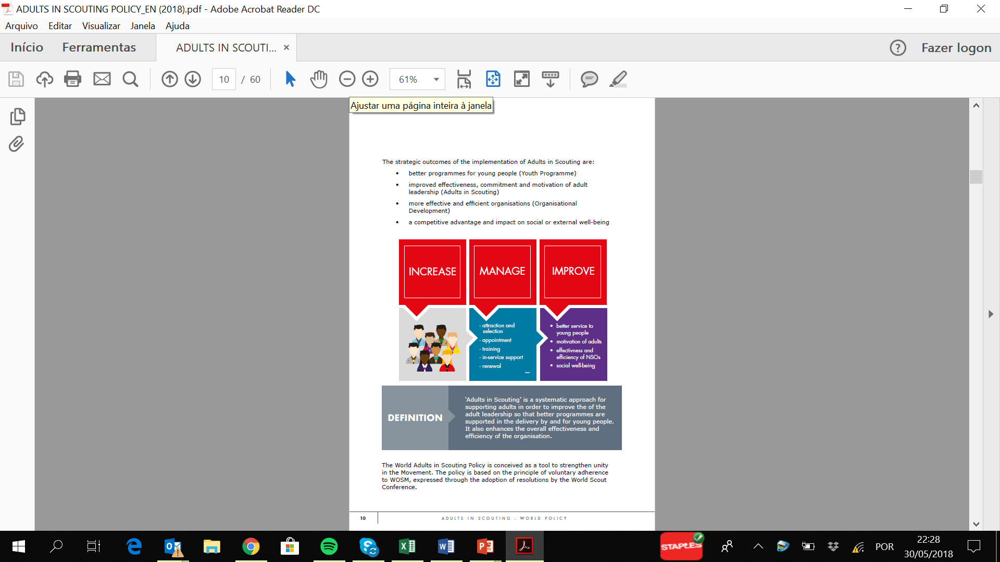 ADULTS IN SCOUTING POLICY_EN (2018).pdf - Adobe Acrobat Reader DC
Arquivo Editar Visualizar Janela Ajuda
Início Ferramentas ADULTS IN SCOUTI... × ? Fazer logon
10 / 60 61%
Ajustar uma página inteira à janela
The strategic outcomes of the implementation of Adults in Scouting are:
• better programmes for young people (Youth Programme)
• improved effectiveness, commitment and motivation of adult
leadership (Adults in Scouting)
• more effective and efficient organisations (Organisational
Development)
• a competitive advantage and impact on social or external well-being
INCREASE MANAGE IMPROVE
- attraction and
selection
- appointment
- training
- in-service support
- renewal
...
• better service to
young people
• motivation of adults
• effectivness and
efficiency of NSOs
• social well-being
DEFINITION
‘Adults in Scouting’ is a systematic approach for
supporting adults in order to improve the of the
adult leadership so that better programmes are
supported in the delivery by and for young people.
It also enhances the overall effectiveness and
efficiency of the organisation.
The World Adults in Scouting Policy is conceived as a tool to strengthen unity
in the Movement. The policy is based on the principle of voluntary adherence
to WOSM, expressed through the adoption of resolutions by the World Scout
Conference.
10 ADULTS IN SCOUTING - WORLD POLICY
STAPLES POR 22:28
30/05/2018